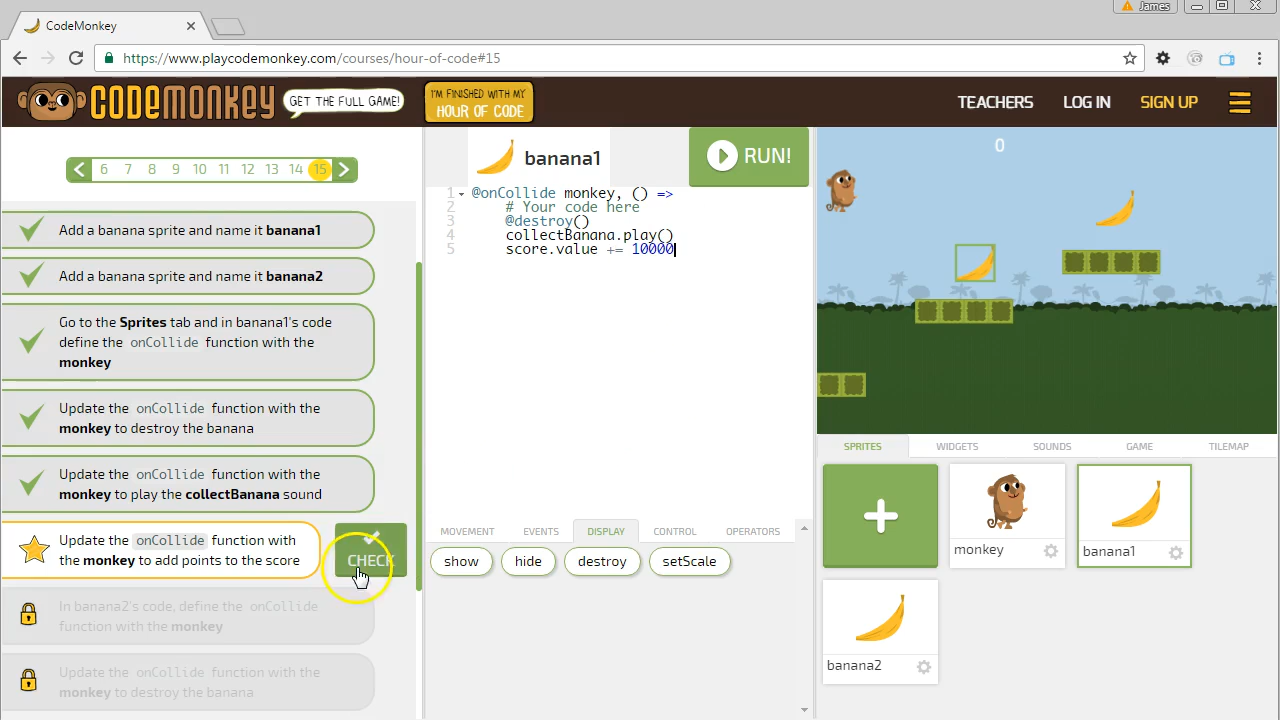 CodeMonkey
James
https://www.playcodemonkey.com/courses/hour-of-code#15
CODEMONKEY
GET THE FULL GAME!
I'M FINISHED WITH MY
HOUR OF CODE
TEACHERS
LOG IN
SIGN UP
6 7 8 9 10 11 12 13 14 15
Add a banana sprite and name it banana1
Add a banana sprite and name it banana2
Go to the Sprites tab and in banana1's code
define the onCollide function with the
monkey
Update the onCollide function with the
monkey to destroy the banana
Update the onCollide function with the
monkey to play the collectBanana sound
Update the onCollide function with
the monkey to add points to the score
CHECK
In banana2's code, define the onCollide
function with the monkey
Update the onCollide function with the
monkey to destroy the banana
banana1
RUN!
1 @onCollide monkey, () =>
2 # Your code here
3 @destroy()
4 collectBanana.play()
5 score.value += 10000
MOVEMENT EVENTS DISPLAY CONTROL OPERATORS
show hide destroy setScale
0
SPRITES WIDGETS SOUNDS GAME TILEMAP
+
monkey
banana1
banana2